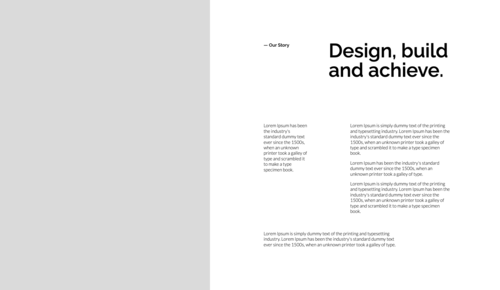 — Our Story
Design, build
and achieve.
Lorem Ipsum has been
the industry's
standard dummy text
ever since the 1500s,
when an unknown
printer took a galley of
type and scrambled it
to make a type
specimen book.
Lorem Ipsum is simply dummy text of the printing
and typesetting industry. Lorem Ipsum has been the
industry's standard dummy text ever since the
1500s, when an unknown printer took a galley of
type and scrambled it to make a type specimen
book.
Lorem Ipsum has been the industry's standard
dummy text ever since the 1500s, when an
unknown printer took a galley of type.
Lorem Ipsum is simply dummy text of the printing
and typesetting industry. Lorem Ipsum has been the
industry's standard dummy text ever since the
1500s, when an unknown printer took a galley of
type and scrambled it to make a type specimen
book.
Lorem Ipsum is simply dummy text of the printing and typesetting
industry. Lorem Ipsum has been the industry's standard dummy text
ever since the 1500s, when an unknown printer took a galley of type.